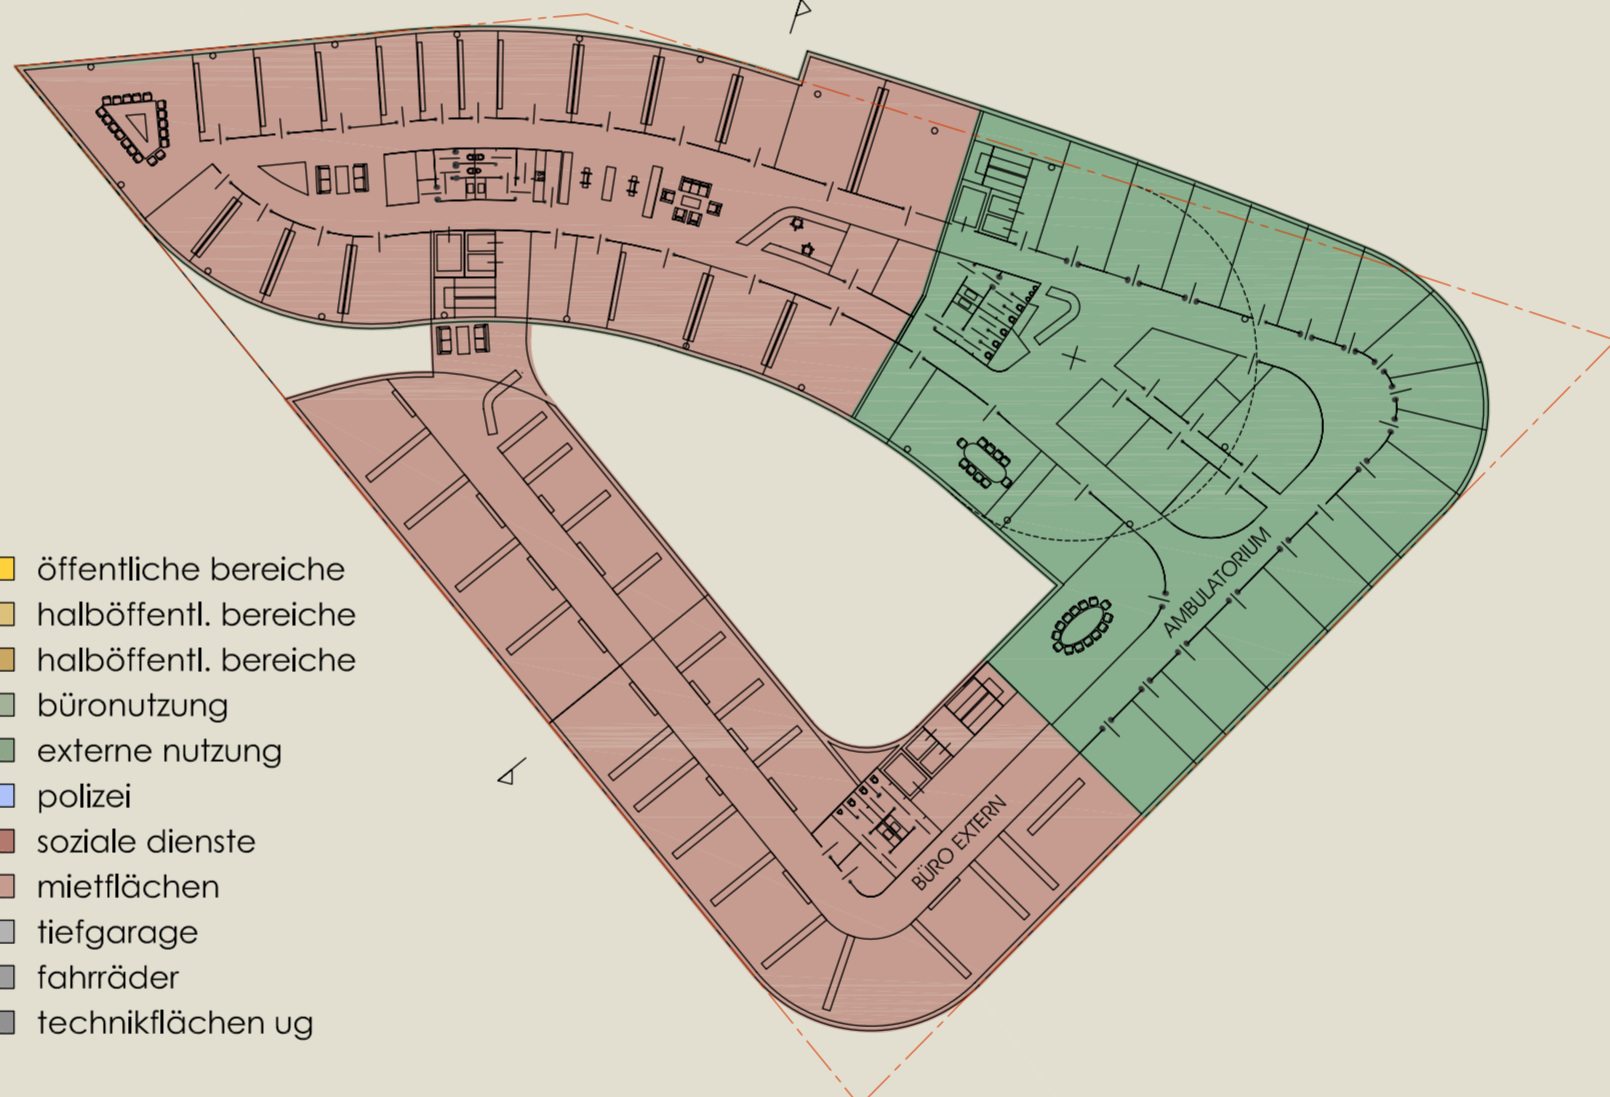 öffentliche bereiche
halböffentl. bereiche
halböffentl. bereiche
büronutzung
externe nutzung
polizei
soziale dienste
mietflächen
tiefgarage
fahrräder
technikflächen ug
AMBULATORIUM
BÜRO EXTERN